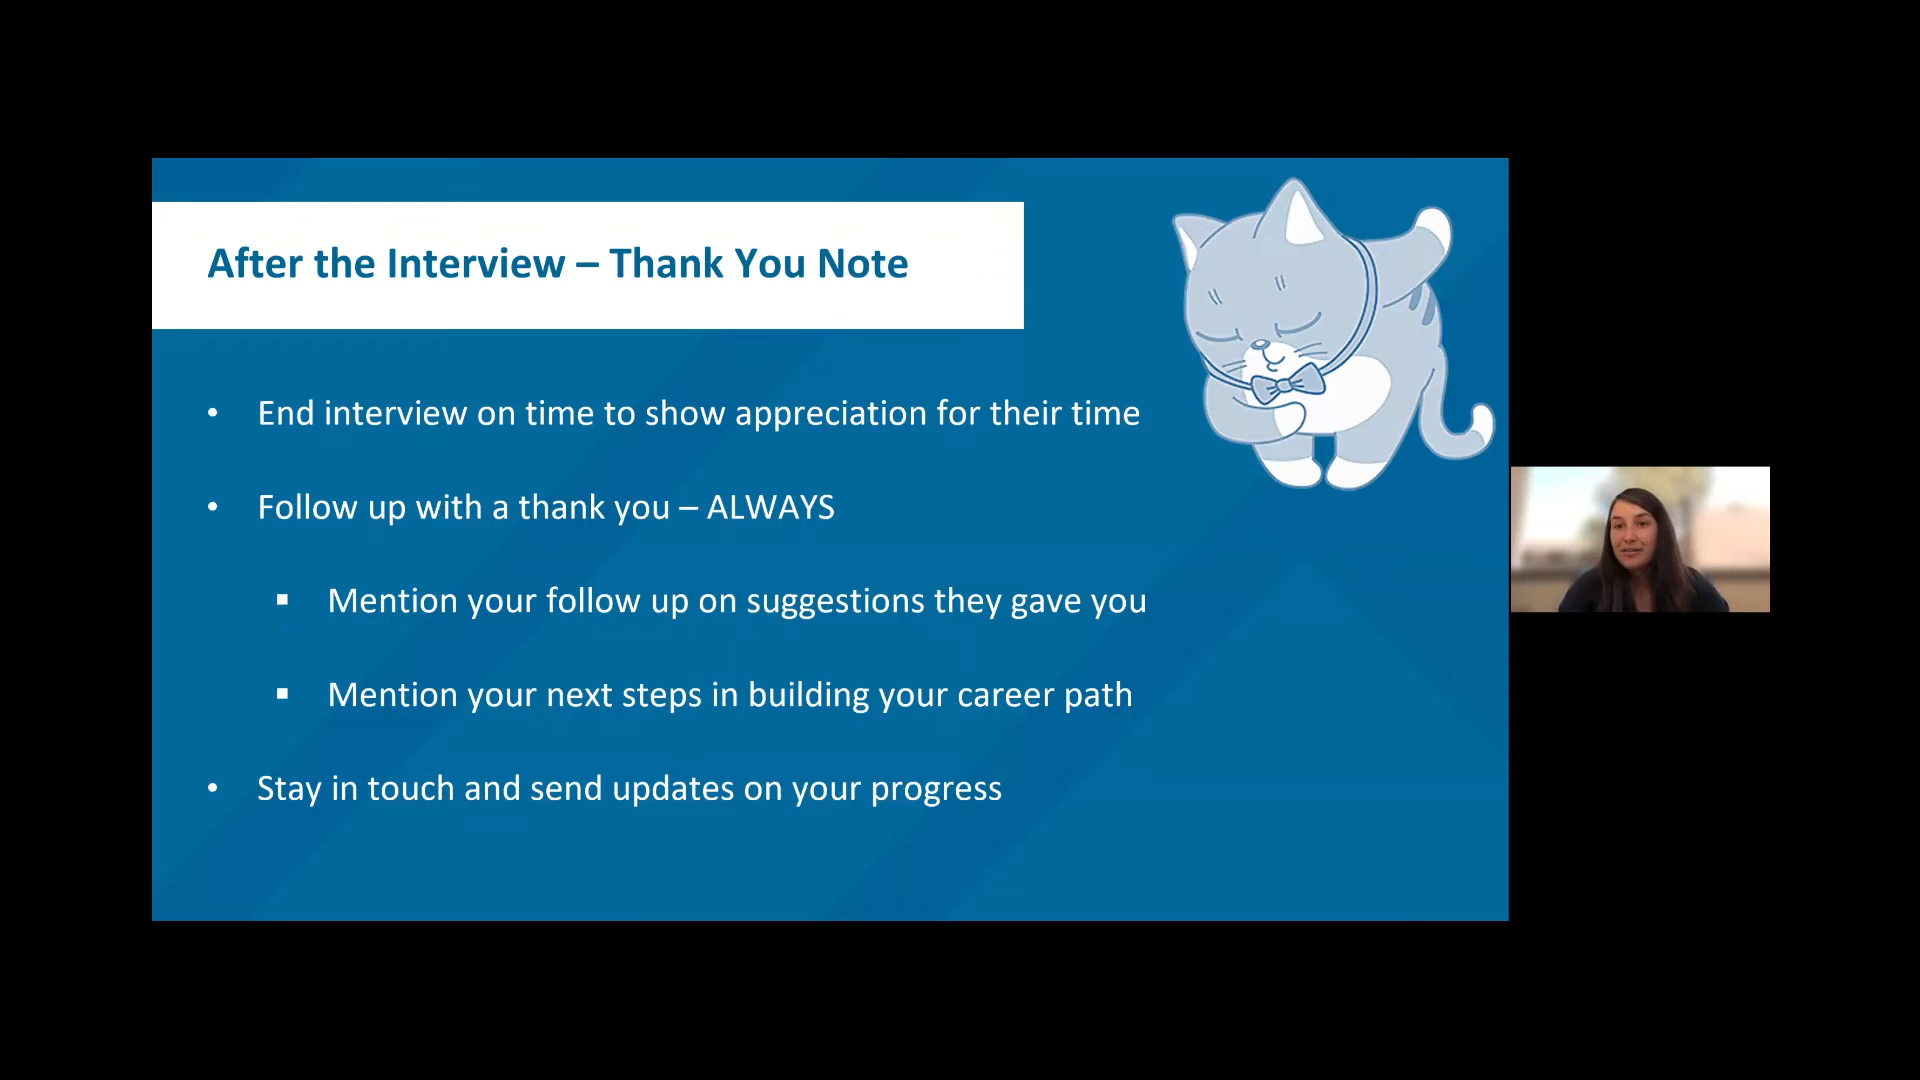 After the Interview – Thank You Note
• End interview on time to show appreciation for their time
• Follow up with a thank you – ALWAYS
▪ Mention your follow up on suggestions they gave you
▪ Mention your next steps in building your career path
• Stay in touch and send updates on your progress